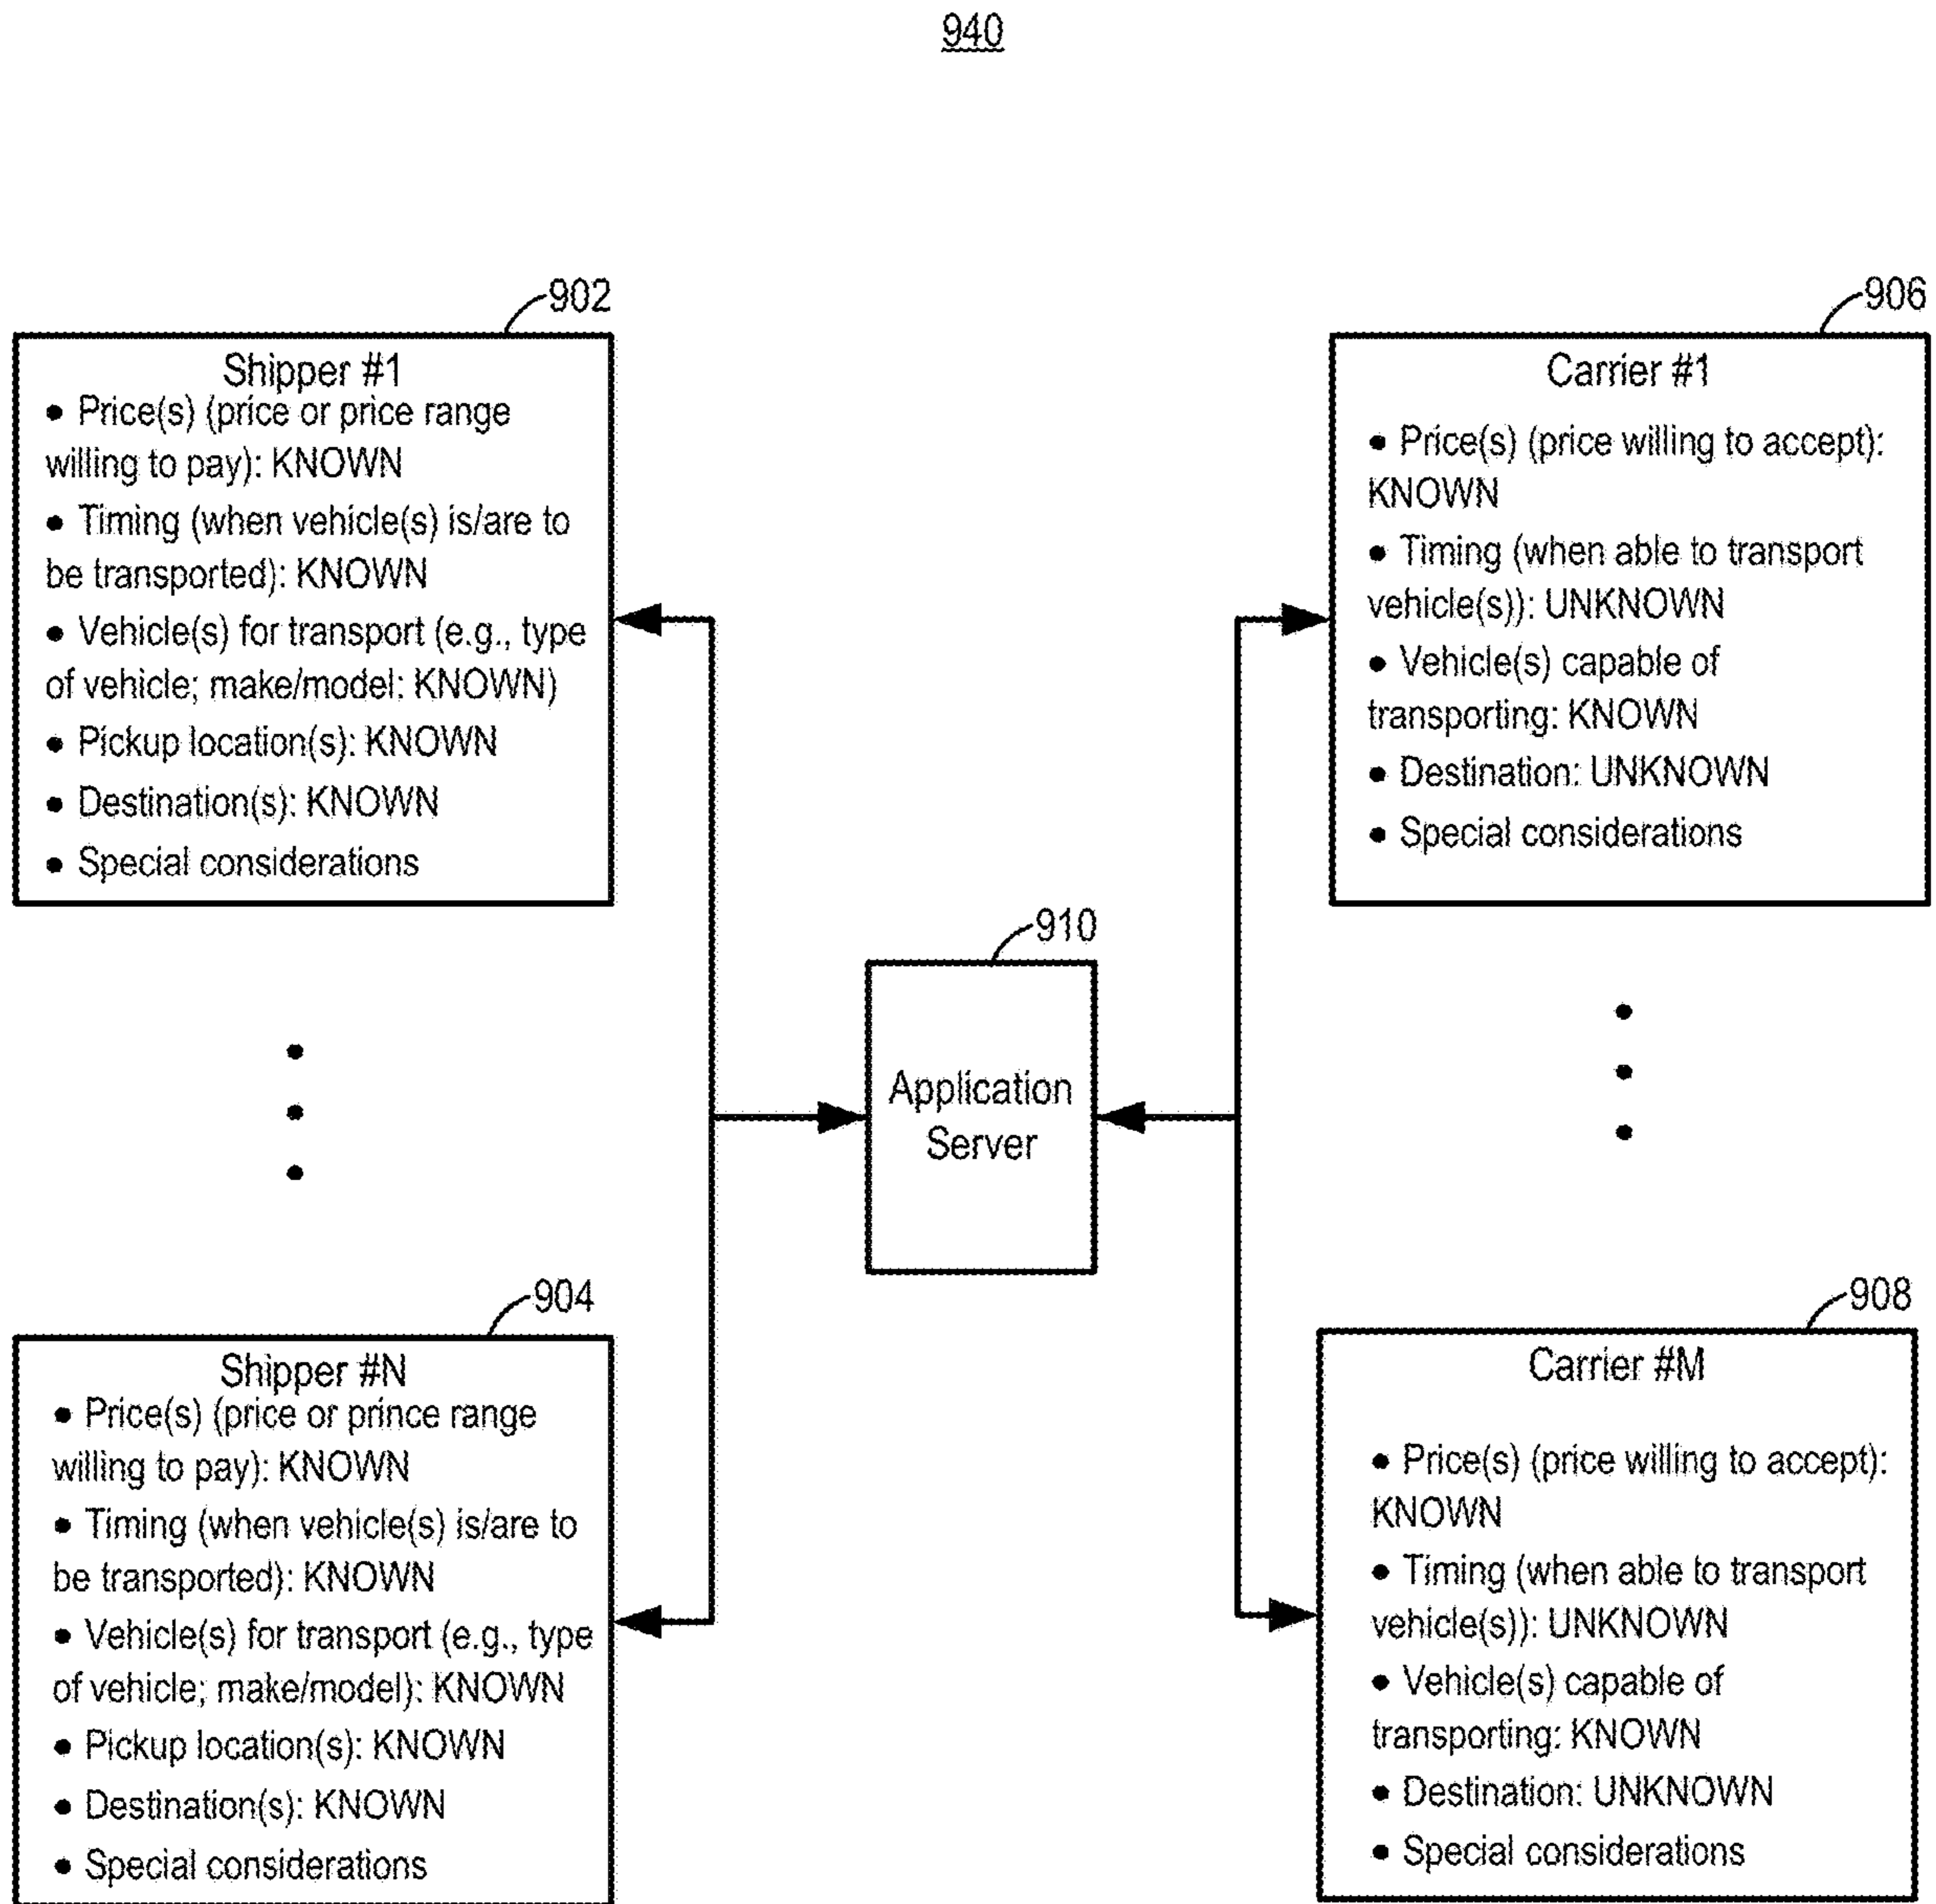 940
902
Shipper #1
• Price(s) (price or price range
willing to pay): KNOWN
• Timing (when vehicle(s) is/are to
be transported): KNOWN
• Vehicle(s) for transport (e.g., type
of vehicle; make/model: KNOWN)
• Pickup location(s): KNOWN
• Destination(s): KNOWN
• Special considerations
906
Carrier #1
• Price(s) (price willing to accept):
KNOWN
• Timing (when able to transport
vehicle(s)): UNKNOWN
• Vehicle(s) capable of
transporting: KNOWN
• Destination: UNKNOWN
• Special considerations
910
Application
Server
904
Shipper #N
• Price(s) (price or prince range
willing to pay): KNOWN
• Timing (when vehicle(s) is/are to
be transported): KNOWN
• Vehicle(s) for transport (e.g., type
of vehicle; make/model): KNOWN
• Pickup location(s): KNOWN
• Destination(s): KNOWN
• Special considerations
908
Carrier #M
• Price(s) (price willing to accept):
KNOWN
• Timing (when able to transport
vehicle(s)): UNKNOWN
• Vehicle(s) capable of
transporting: KNOWN
• Destination: UNKNOWN
• Special considerations